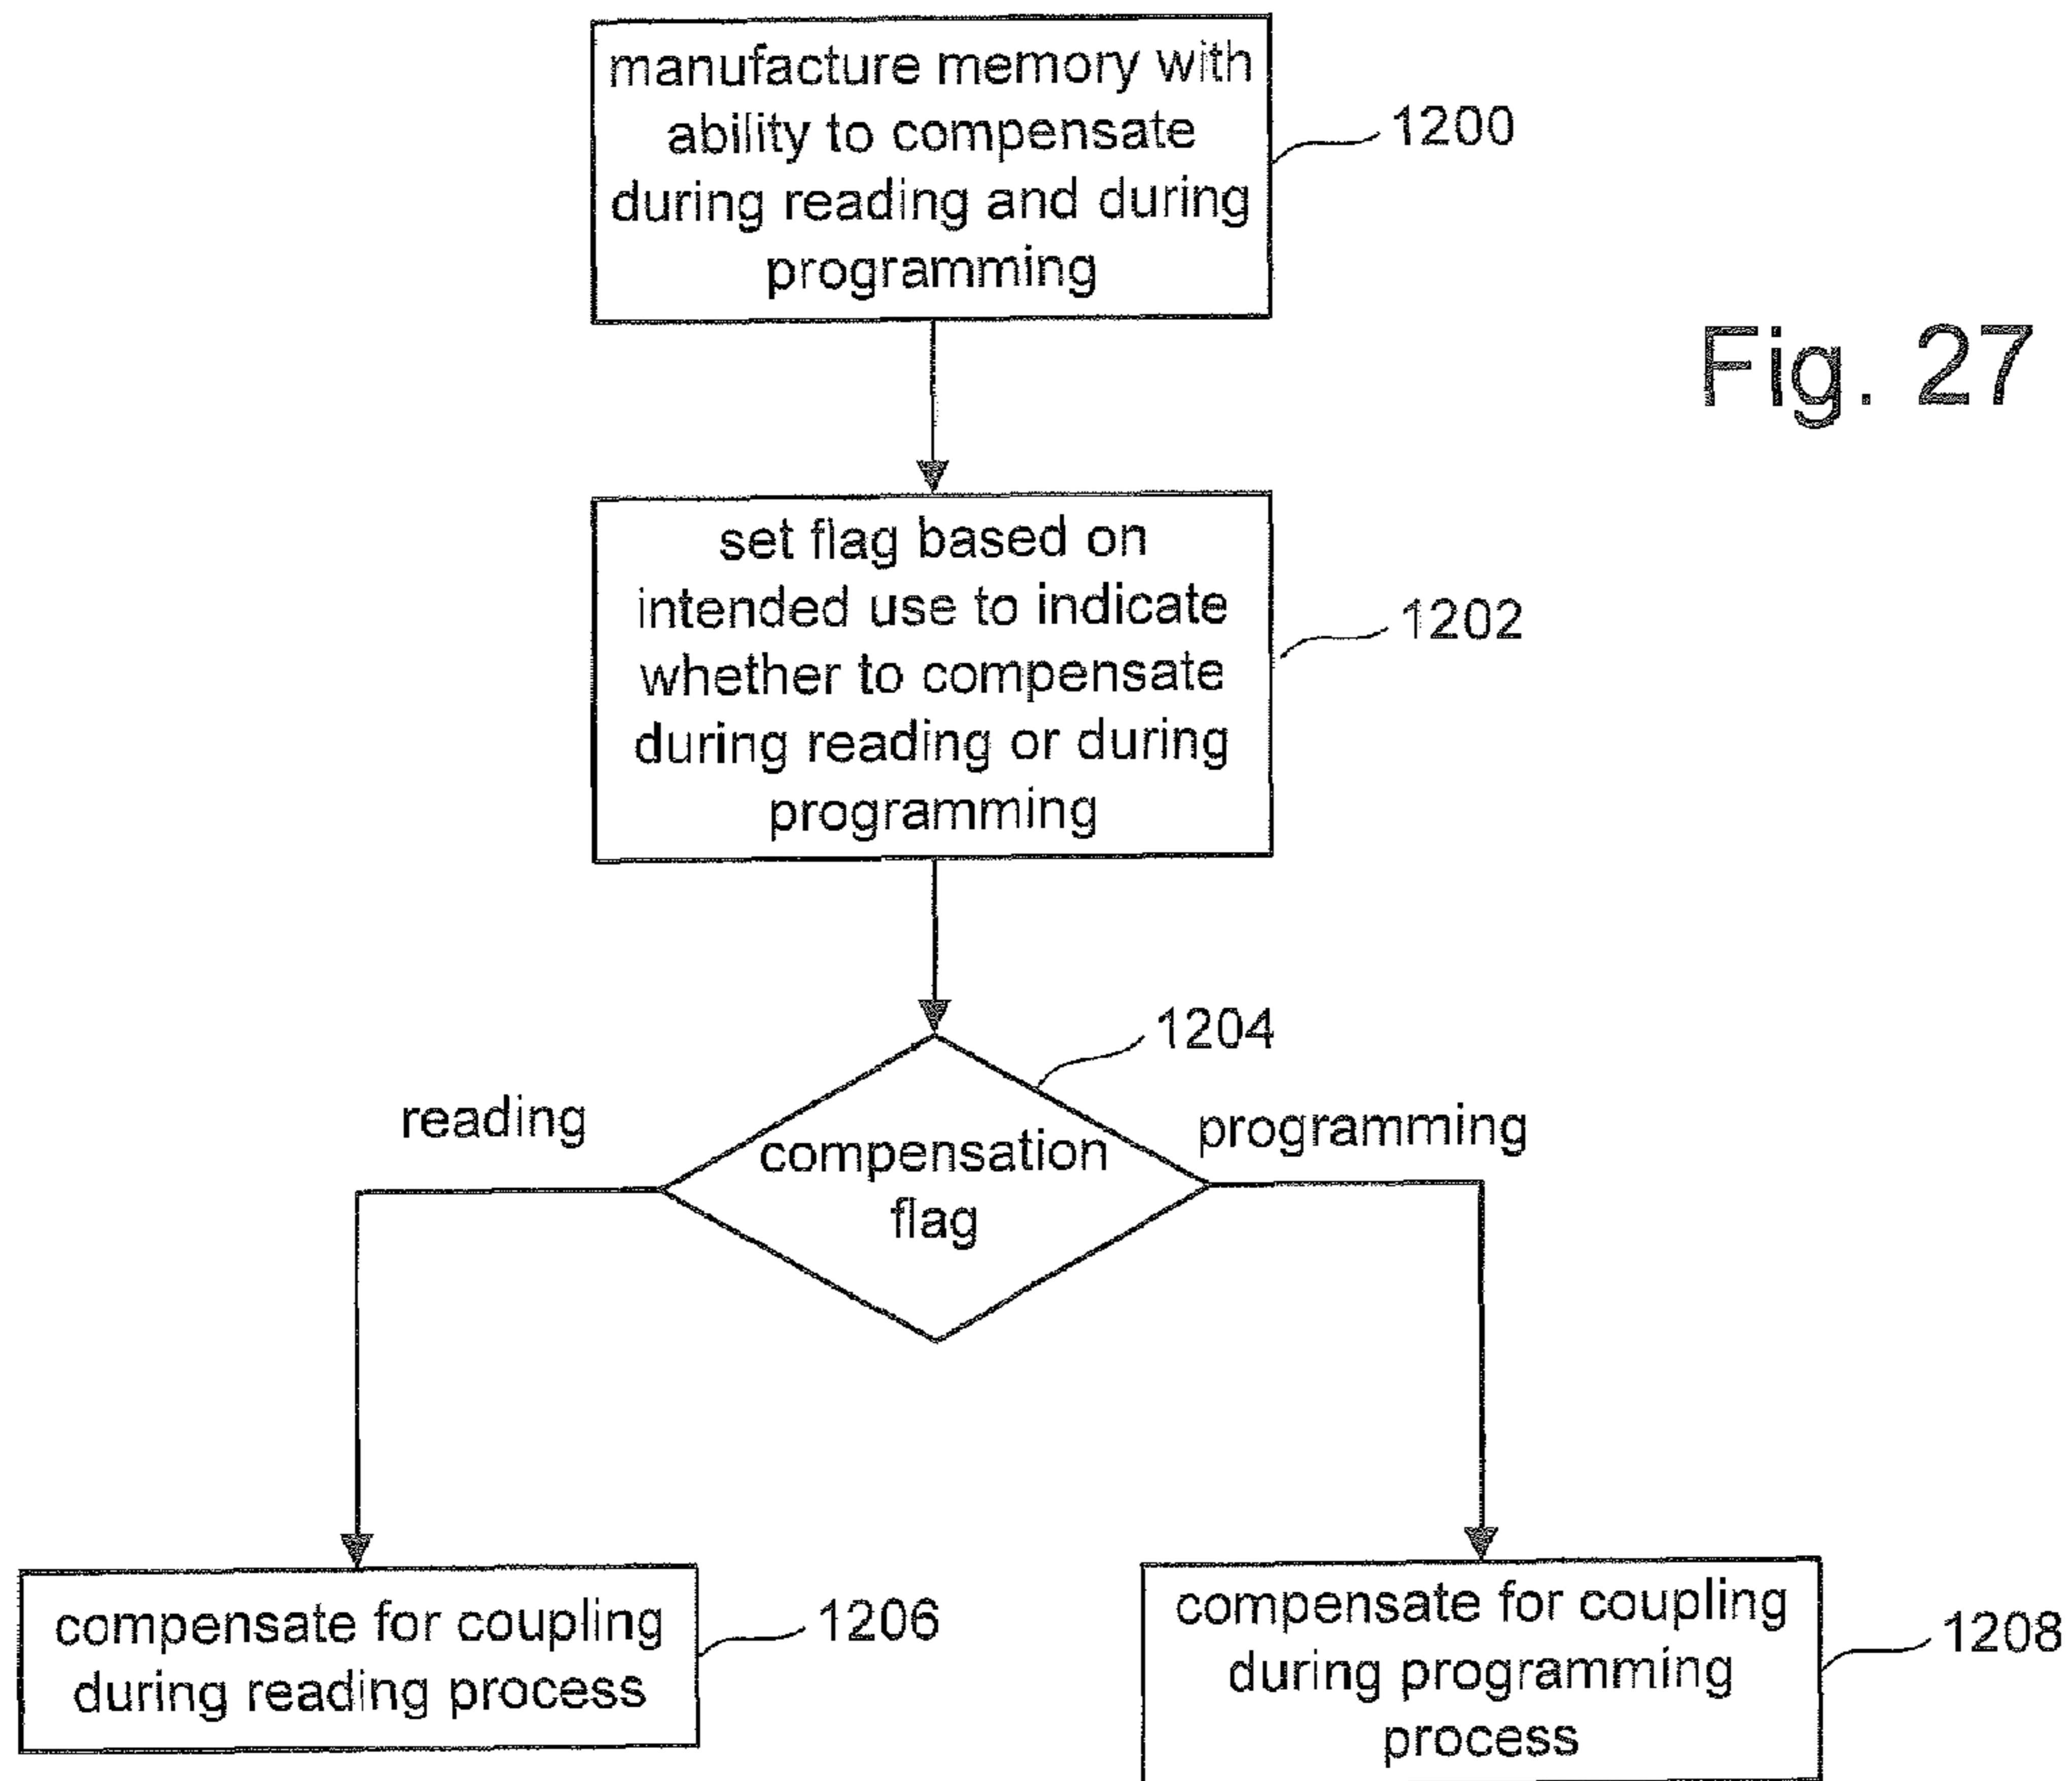 manufacture memory with
ability to compensate
during reading and during
programming
1200
Fig. 27
set flag based on
intended use to indicate
whether to compensate
during reading or during
programming
1202
1204
reading
compensation
flag
programming
compensate for coupling
during reading process
1206
compensate for coupling
during programming
process
1208